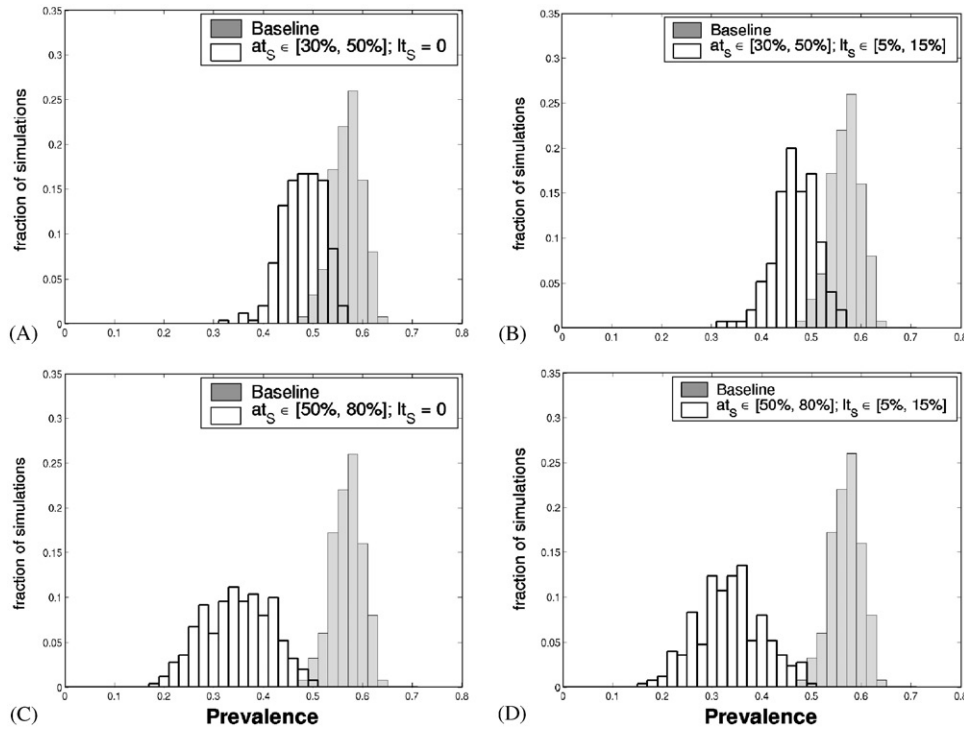 Baseline
at_S ∈ [30%, 50%]; lt_S = 0
fraction of simulations
0.35
0.3
0.25
0.2
0.15
0.1
0.05
0
0 0.1 0.2 0.3 0.4 0.5 0.6 0.7 0.8
(A)
Baseline
at_S ∈ [30%, 50%]; lt_S ∈ [5%, 15%]
fraction of simulations
0.35
0.3
0.25
0.2
0.15
0.1
0.05
0
0 0.1 0.2 0.3 0.4 0.5 0.6 0.7 0.8
(B)
Baseline
at_S ∈ [50%, 80%]; lt_S = 0
fraction of simulations
0.35
0.3
0.25
0.2
0.15
0.1
0.05
0
0 0.1 0.2 0.3 0.4 0.5 0.6 0.7 0.8
(C)
Prevalence
Baseline
at_S ∈ [50%, 80%]; lt_S ∈ [5%, 15%]
fraction of simulations
0.35
0.3
0.25
0.2
0.15
0.1
0.05
0
0 0.1 0.2 0.3 0.4 0.5 0.6 0.7 0.8
(D)
Prevalence